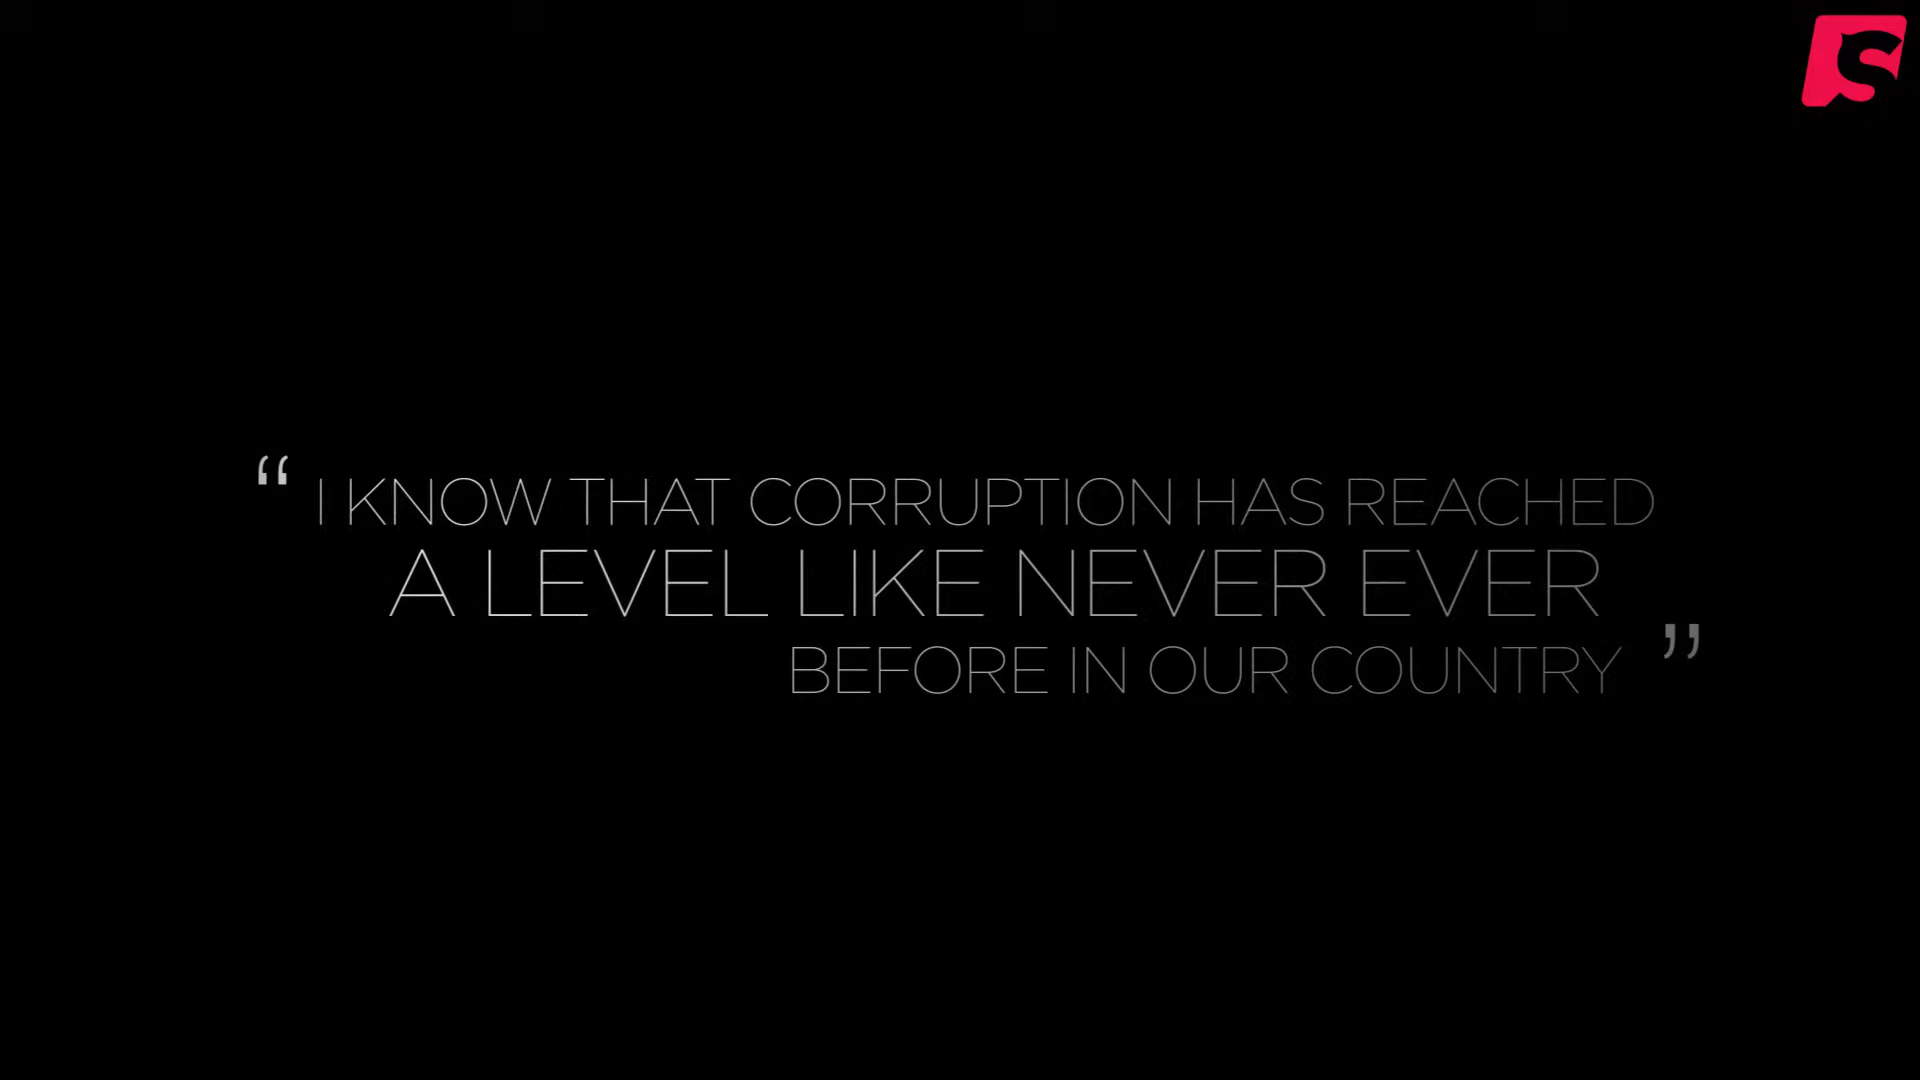 “ I KNOW THAT CORRUPTION HAS REACHED
A LEVEL LIKE NEVER EVER
BEFORE IN OUR COUNTRY ”